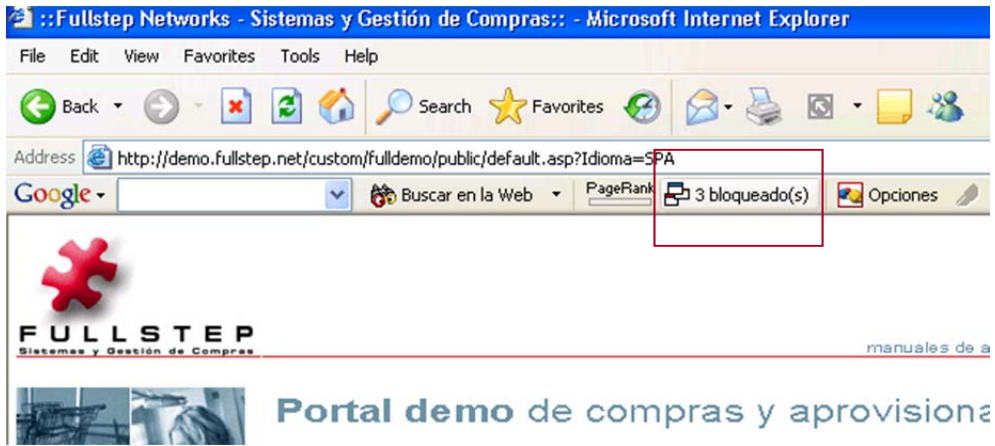 ::Fullstep Networks - Sistemas y Gestión de Compras:: - Microsoft Internet Explorer
File Edit View Favorites Tools Help
Back Search Favorites
Address http://demo.fullstep.net/custom/fulldemo/public/default.asp?Idioma=SPA
Google Buscar en la Web PageRank 3 bloqueado(s) Opciones
FULLSTEP
Sistemas y Gestión de Compras
manuales de a
Portal demo de compras y aprovisiona